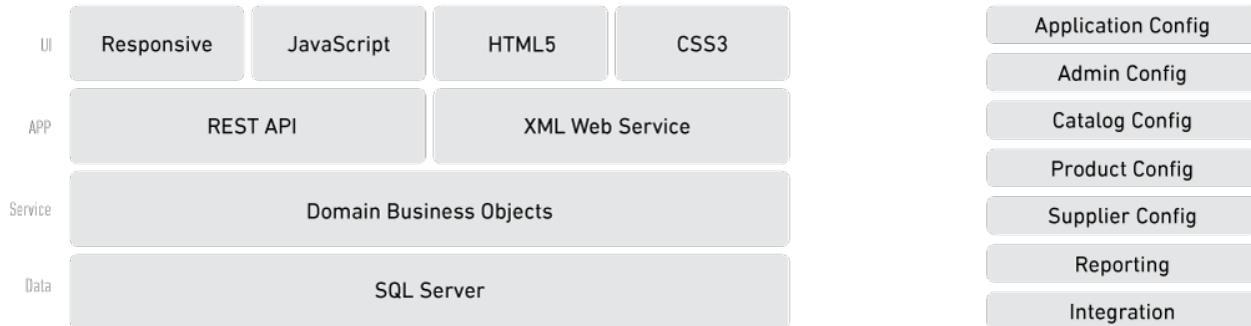 UI
Responsive
JavaScript
HTML5
CSS3
APP
REST API
XML Web Service
Service
Domain Business Objects
Data
SQL Server
Application Config
Admin Config
Catalog Config
Product Config
Supplier Config
Reporting
Integration